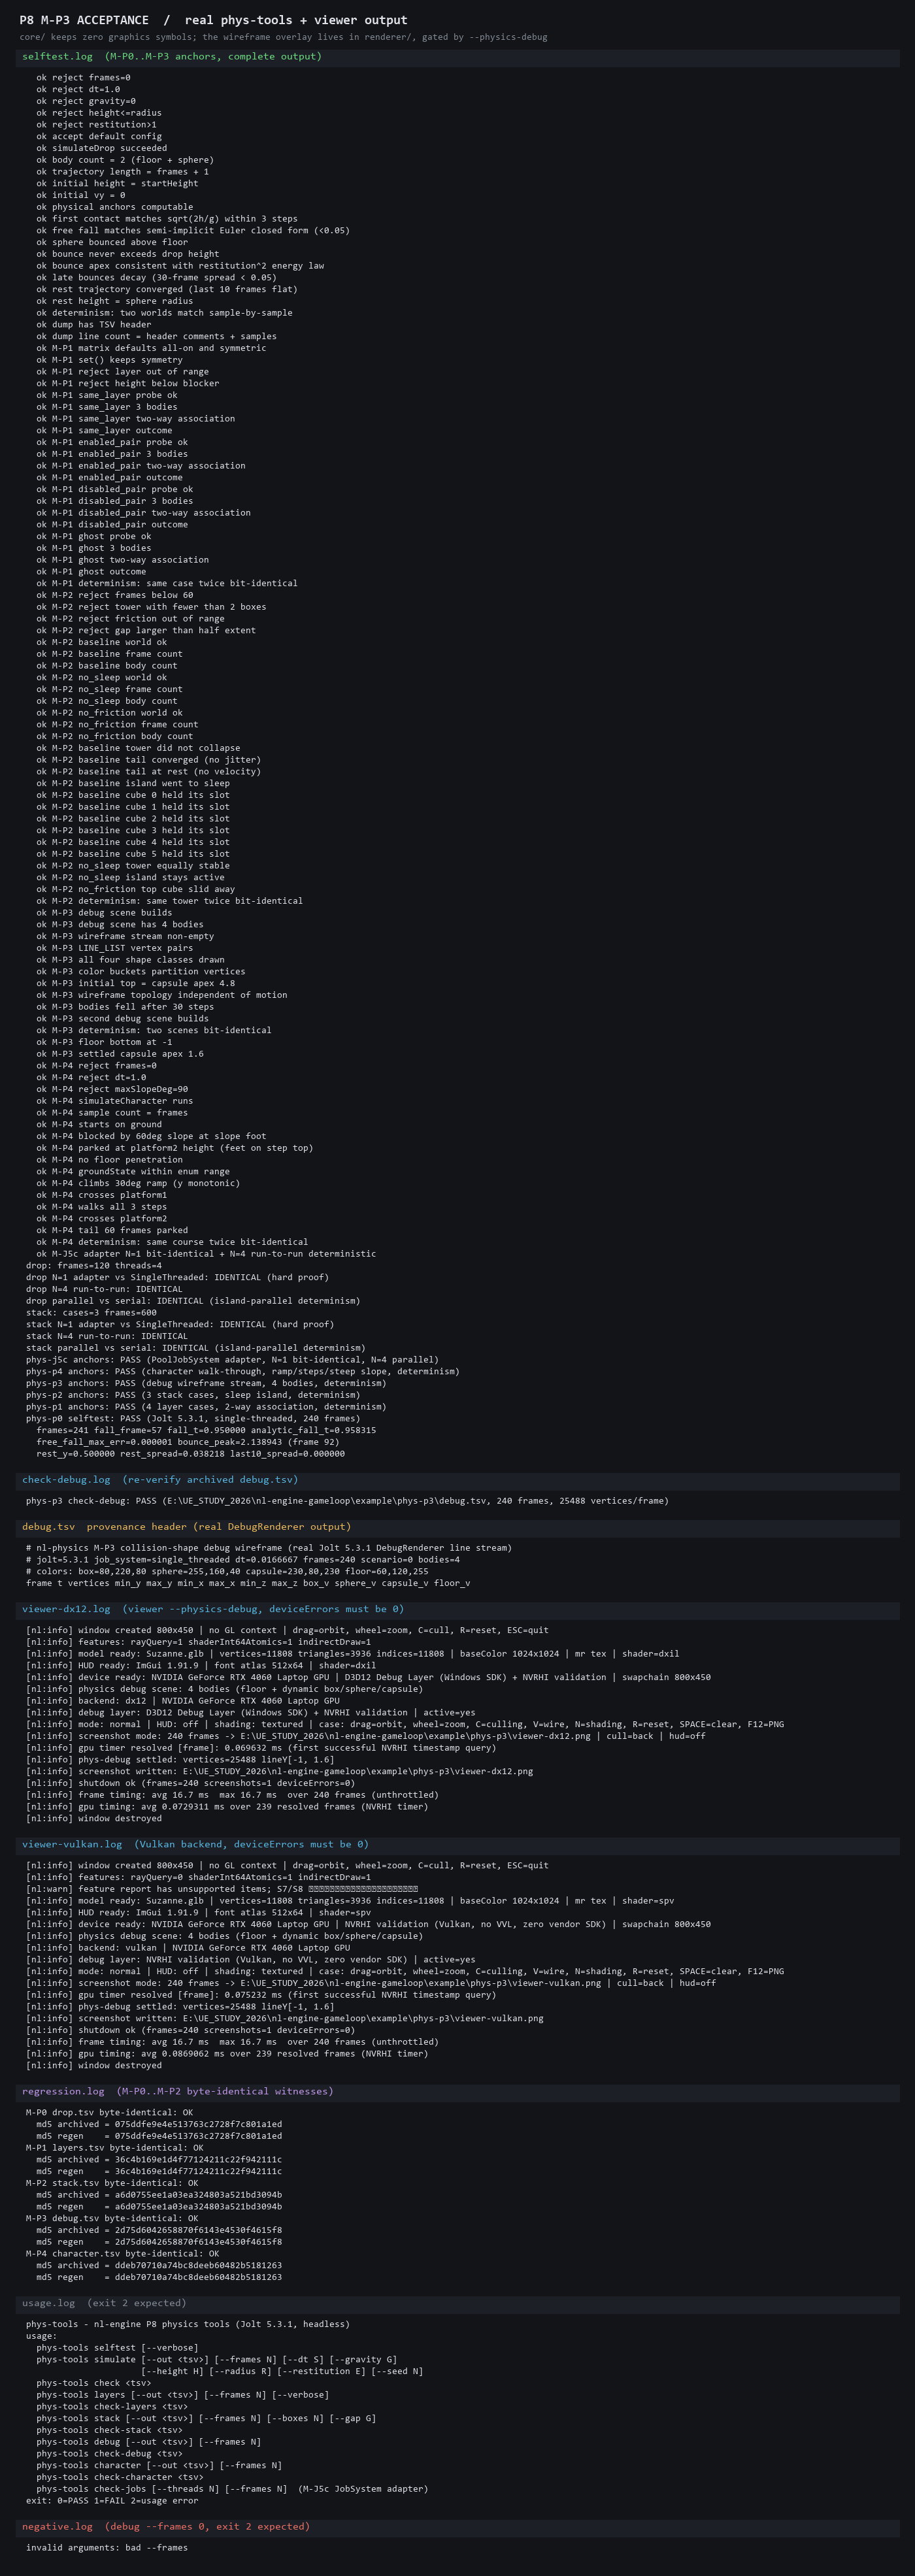 P8 M-P3 ACCEPTANCE  /  real phys-tools + viewer output
core/ keeps zero graphics symbols; the wireframe overlay lives in renderer/, gated by --physics-debug
selftest.log  (M-P0..M-P3 anchors, complete output)
ok reject frames=0
ok reject dt=1.0
ok reject gravity=0
ok reject height<=radius
ok reject restitution>1
ok accept default config
ok simulateDrop succeeded
ok body count = 2 (floor + sphere)
ok trajectory length = frames + 1
ok initial height = startHeight
ok initial vy = 0
ok physical anchors computable
ok first contact matches sqrt(2h/g) within 3 steps
ok free fall matches semi-implicit Euler closed form (<0.05)
ok sphere bounced above floor
ok bounce never exceeds drop height
ok bounce apex consistent with restitution^2 energy law
ok late bounces decay (30-frame spread < 0.05)
ok rest trajectory converged (last 10 frames flat)
ok rest height = sphere radius
ok determinism: two worlds match sample-by-sample
ok dump has TSV header
ok dump line count = header comments + samples
ok M-P1 matrix defaults all-on and symmetric
ok M-P1 set() keeps symmetry
ok M-P1 reject layer out of range
ok M-P1 reject height below blocker
ok M-P1 same_layer probe ok
ok M-P1 same_layer 3 bodies
ok M-P1 same_layer two-way association
ok M-P1 same_layer outcome
ok M-P1 enabled_pair probe ok
ok M-P1 enabled_pair 3 bodies
ok M-P1 enabled_pair two-way association
ok M-P1 enabled_pair outcome
ok M-P1 disabled_pair probe ok
ok M-P1 disabled_pair 3 bodies
ok M-P1 disabled_pair two-way association
ok M-P1 disabled_pair outcome
ok M-P1 ghost probe ok
ok M-P1 ghost 3 bodies
ok M-P1 ghost two-way association
ok M-P1 ghost outcome
ok M-P1 determinism: same case twice bit-identical
ok M-P2 reject frames below 60
ok M-P2 reject tower with fewer than 2 boxes
ok M-P2 reject friction out of range
ok M-P2 reject gap larger than half extent
ok M-P2 baseline world ok
ok M-P2 baseline frame count
ok M-P2 baseline body count
ok M-P2 no_sleep world ok
ok M-P2 no_sleep frame count
ok M-P2 no_sleep body count
ok M-P2 no_friction world ok
ok M-P2 no_friction frame count
ok M-P2 no_friction body count
ok M-P2 baseline tower did not collapse
ok M-P2 baseline tail converged (no jitter)
ok M-P2 baseline tail at rest (no velocity)
ok M-P2 baseline island went to sleep
ok M-P2 baseline cube 0 held its slot
ok M-P2 baseline cube 1 held its slot
ok M-P2 baseline cube 2 held its slot
ok M-P2 baseline cube 3 held its slot
ok M-P2 baseline cube 4 held its slot
ok M-P2 baseline cube 5 held its slot
ok M-P2 no_sleep tower equally stable
ok M-P2 no_sleep island stays active
ok M-P2 no_friction top cube slid away
ok M-P2 determinism: same tower twice bit-identical
ok M-P3 debug scene builds
ok M-P3 debug scene has 4 bodies
ok M-P3 wireframe stream non-empty
ok M-P3 LINE_LIST vertex pairs
ok M-P3 all four shape classes drawn
ok M-P3 color buckets partition vertices
ok M-P3 initial top = capsule apex 4.8
ok M-P3 wireframe topology independent of motion
ok M-P3 bodies fell after 30 steps
ok M-P3 second debug scene builds
ok M-P3 determinism: two scenes bit-identical
ok M-P3 floor bottom at -1
ok M-P3 settled capsule apex 1.6
ok M-P4 reject frames=0
ok M-P4 reject dt=1.0
ok M-P4 reject maxSlopeDeg=90
ok M-P4 simulateCharacter runs
ok M-P4 sample count = frames
ok M-P4 starts on ground
ok M-P4 blocked by 60deg slope at slope foot
ok M-P4 parked at platform2 height (feet on step top)
ok M-P4 no floor penetration
ok M-P4 groundState within enum range
ok M-P4 climbs 30deg ramp (y monotonic)
ok M-P4 crosses platform1
ok M-P4 walks all 3 steps
ok M-P4 crosses platform2
ok M-P4 tail 60 frames parked
ok M-P4 determinism: same course twice bit-identical
ok M-J5c adapter N=1 bit-identical + N=4 run-to-run deterministic
drop: frames=120 threads=4
drop N=1 adapter vs SingleThreaded: IDENTICAL (hard proof)
drop N=4 run-to-run: IDENTICAL
drop parallel vs serial: IDENTICAL (island-parallel determinism)
stack: cases=3 frames=600
stack N=1 adapter vs SingleThreaded: IDENTICAL (hard proof)
stack N=4 run-to-run: IDENTICAL
stack parallel vs serial: IDENTICAL (island-parallel determinism)
phys-j5c anchors: PASS (PoolJobSystem adapter, N=1 bit-identical, N=4 parallel)
phys-p4 anchors: PASS (character walk-through, ramp/steps/steep slope, determinism)
phys-p3 anchors: PASS (debug wireframe stream, 4 bodies, determinism)
phys-p2 anchors: PASS (3 stack cases, sleep island, determinism)
phys-p1 anchors: PASS (4 layer cases, 2-way association, determinism)
phys-p0 selftest: PASS (Jolt 5.3.1, single-threaded, 240 frames)
frames=241 fall_frame=57 fall_t=0.950000 analytic_fall_t=0.958315
free_fall_max_err=0.000001 bounce_peak=2.138943 (frame 92)
rest_y=0.500000 rest_spread=0.038218 last10_spread=0.000000
check-debug.log  (re-verify archived debug.tsv)
phys-p3 check-debug: PASS (E:\UE_STUDY_2026\nl-engine-gameloop\example\phys-p3\debug.tsv, 240 frames, 25488 vertices/frame)
debug.tsv  provenance header (real DebugRenderer output)
# nl-physics M-P3 collision-shape debug wireframe (real Jolt 5.3.1 DebugRenderer line stream)
# jolt=5.3.1 job_system=single_threaded dt=0.0166667 frames=240 scenario=0 bodies=4
# colors: box=80,220,80 sphere=255,160,40 capsule=230,80,230 floor=60,120,255
frame t vertices min_y max_y min_x max_x min_z max_z box_v sphere_v capsule_v floor_v
viewer-dx12.log  (viewer --physics-debug, deviceErrors must be 0)
[nl:info] window created 800x450 | no GL context | drag=orbit, wheel=zoom, C=cull, R=reset, ESC=quit
[nl:info] features: rayQuery=1 shaderInt64Atomics=1 indirectDraw=1
[nl:info] model ready: Suzanne.glb | vertices=11808 triangles=3936 indices=11808 | baseColor 1024x1024 | mr tex | shader=dxil
[nl:info] HUD ready: ImGui 1.91.9 | font atlas 512x64 | shader=dxil
[nl:info] device ready: NVIDIA GeForce RTX 4060 Laptop GPU | D3D12 Debug Layer (Windows SDK) + NVRHI validation | swapchain 800x450
[nl:info] physics debug scene: 4 bodies (floor + dynamic box/sphere/capsule)
[nl:info] backend: dx12 | NVIDIA GeForce RTX 4060 Laptop GPU
[nl:info] debug layer: D3D12 Debug Layer (Windows SDK) + NVRHI validation | active=yes
[nl:info] mode: normal | HUD: off | shading: textured | case: drag=orbit, wheel=zoom, C=culling, V=wire, N=shading, R=reset, SPACE=clear, F12=PNG
[nl:info] screenshot mode: 240 frames -> E:\UE_STUDY_2026\nl-engine-gameloop\example\phys-p3\viewer-dx12.png | cull=back | hud=off
[nl:info] gpu timer resolved [frame]: 0.069632 ms (first successful NVRHI timestamp query)
[nl:info] phys-debug settled: vertices=25488 lineY[-1, 1.6]
[nl:info] screenshot written: E:\UE_STUDY_2026\nl-engine-gameloop\example\phys-p3\viewer-dx12.png
[nl:info] shutdown ok (frames=240 screenshots=1 deviceErrors=0)
[nl:info] frame timing: avg 16.7 ms  max 16.7 ms  over 240 frames (unthrottled)
[nl:info] gpu timing: avg 0.0729311 ms over 239 resolved frames (NVRHI timer)
[nl:info] window destroyed
viewer-vulkan.log  (Vulkan backend, deviceErrors must be 0)
[nl:info] window created 800x450 | no GL context | drag=orbit, wheel=zoom, C=cull, R=reset, ESC=quit
[nl:info] features: rayQuery=0 shaderInt64Atomics=1 indirectDraw=1
[nl:warn] feature report has unsupported items; S7/S8
[nl:info] model ready: Suzanne.glb | vertices=11808 triangles=3936 indices=11808 | baseColor 1024x1024 | mr tex | shader=spv
[nl:info] HUD ready: ImGui 1.91.9 | font atlas 512x64 | shader=spv
[nl:info] device ready: NVIDIA GeForce RTX 4060 Laptop GPU | NVRHI validation (Vulkan, no VVL, zero vendor SDK) | swapchain 800x450
[nl:info] physics debug scene: 4 bodies (floor + dynamic box/sphere/capsule)
[nl:info] backend: vulkan | NVIDIA GeForce RTX 4060 Laptop GPU
[nl:info] debug layer: NVRHI validation (Vulkan, no VVL, zero vendor SDK) | active=yes
[nl:info] mode: normal | HUD: off | shading: textured | case: drag=orbit, wheel=zoom, C=culling, V=wire, N=shading, R=reset, SPACE=clear, F12=PNG
[nl:info] screenshot mode: 240 frames -> E:\UE_STUDY_2026\nl-engine-gameloop\example\phys-p3\viewer-vulkan.png | cull=back | hud=off
[nl:info] gpu timer resolved [frame]: 0.075232 ms (first successful NVRHI timestamp query)
[nl:info] phys-debug settled: vertices=25488 lineY[-1, 1.6]
[nl:info] screenshot written: E:\UE_STUDY_2026\nl-engine-gameloop\example\phys-p3\viewer-vulkan.png
[nl:info] shutdown ok (frames=240 screenshots=1 deviceErrors=0)
[nl:info] frame timing: avg 16.7 ms  max 16.7 ms  over 240 frames (unthrottled)
[nl:info] gpu timing: avg 0.0869062 ms over 239 resolved frames (NVRHI timer)
[nl:info] window destroyed
regression.log  (M-P0..M-P2 byte-identical witnesses)
M-P0 drop.tsv byte-identical: OK
md5 archived = 075ddfe9e4e513763c2728f7c801a1ed
md5 regen    = 075ddfe9e4e513763c2728f7c801a1ed
M-P1 layers.tsv byte-identical: OK
md5 archived = 36c4b169e1d4f77124211c22f942111c
md5 regen    = 36c4b169e1d4f77124211c22f942111c
M-P2 stack.tsv byte-identical: OK
md5 archived = a6d0755ee1a03ea324803a521bd3094b
md5 regen    = a6d0755ee1a03ea324803a521bd3094b
M-P3 debug.tsv byte-identical: OK
md5 archived = 2d75d6042658870f6143e4530f4615f8
md5 regen    = 2d75d6042658870f6143e4530f4615f8
M-P4 character.tsv byte-identical: OK
md5 archived = ddeb70710a74bc8deeb60482b5181263
md5 regen    = ddeb70710a74bc8deeb60482b5181263
usage.log  (exit 2 expected)
phys-tools - nl-engine P8 physics tools (Jolt 5.3.1, headless)
usage:
phys-tools selftest [--verbose]
phys-tools simulate [--out <tsv>] [--frames N] [--dt S] [--gravity G]
[--height H] [--radius R] [--restitution E] [--seed N]
phys-tools check <tsv>
phys-tools layers [--out <tsv>] [--frames N] [--verbose]
phys-tools check-layers <tsv>
phys-tools stack [--out <tsv>] [--frames N] [--boxes N] [--gap G]
phys-tools check-stack <tsv>
phys-tools debug [--out <tsv>] [--frames N]
phys-tools check-debug <tsv>
phys-tools character [--out <tsv>] [--frames N]
phys-tools check-character <tsv>
phys-tools check-jobs [--threads N] [--frames N]  (M-J5c JobSystem adapter)
exit: 0=PASS 1=FAIL 2=usage error
negative.log  (debug --frames 0, exit 2 expected)
invalid arguments: bad --frames